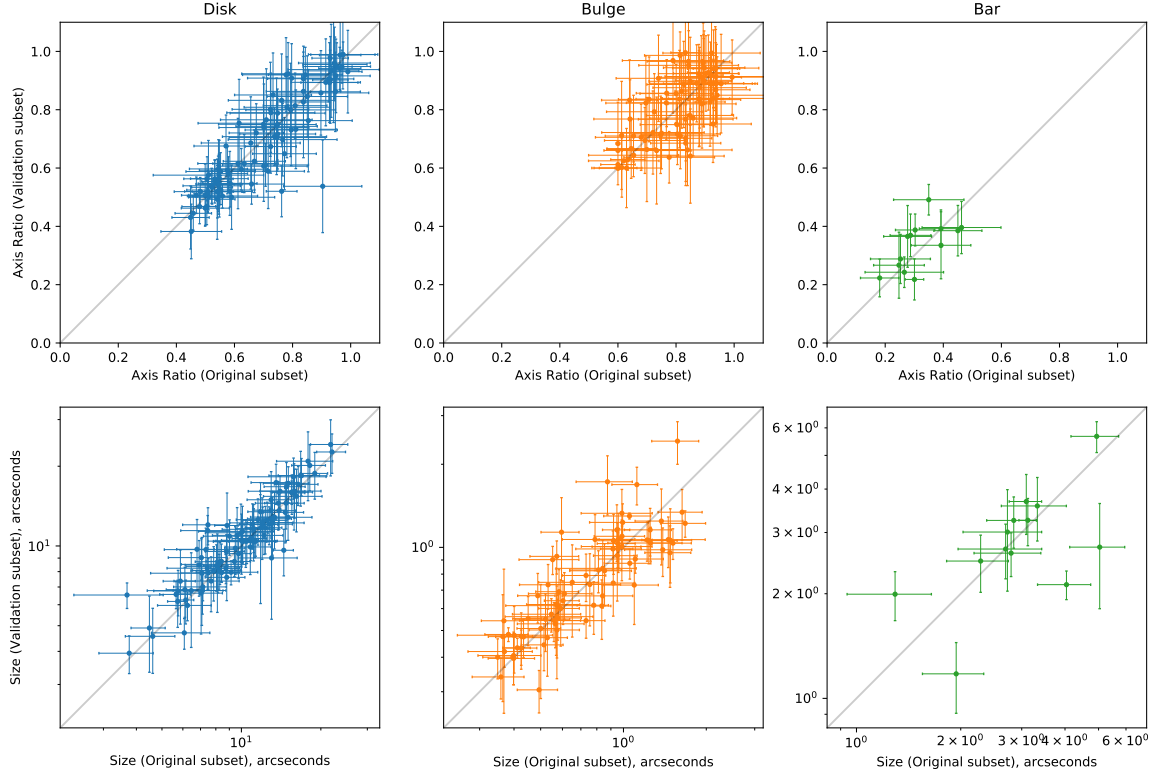 Disk
Bulge
Bar
Axis Ratio (Validation subset)
1.0
0.8
0.6
0.4
0.2
0.0
0.0 0.2 0.4 0.6 0.8 1.0
Axis Ratio (Original subset)
1.0
0.8
0.6
0.4
0.2
0.0
0.0 0.2 0.4 0.6 0.8 1.0
Axis Ratio (Original subset)
1.0
0.8
0.6
0.4
0.2
0.0
0.0 0.2 0.4 0.6 0.8 1.0
Axis Ratio (Original subset)
Size (Validation subset), arcseconds
10¹
10¹
Size (Original subset), arcseconds
10⁰
10⁰
Size (Original subset), arcseconds
6 × 10⁰
4 × 10⁰
3 × 10⁰
2 × 10⁰
10⁰
10⁰ 2 × 10⁰ 3 × 10⁰ 4 × 10⁰ 6 × 10⁰
Size (Original subset), arcseconds